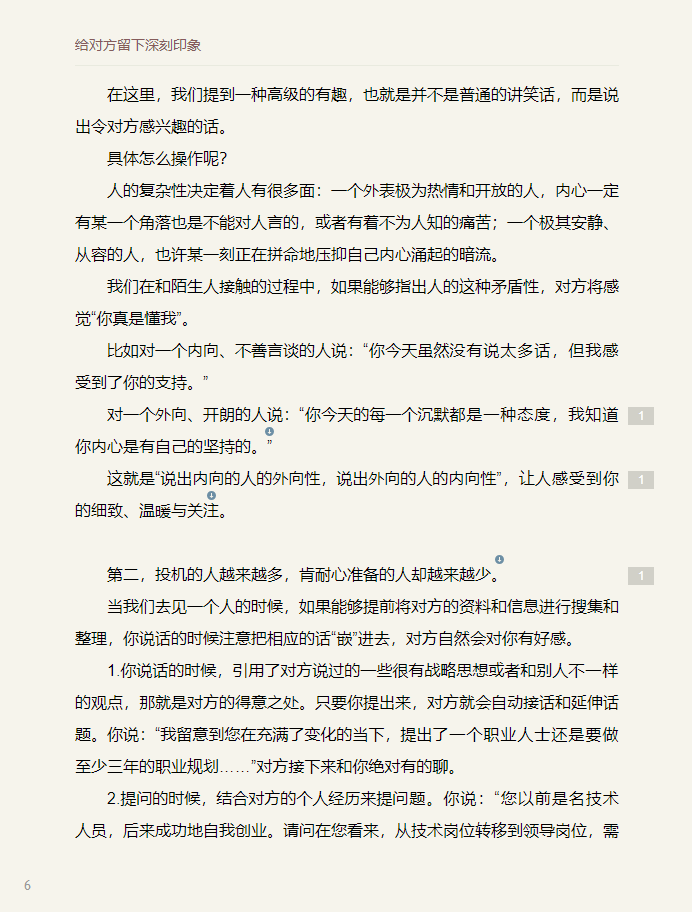 给对方留下深刻印象
在这里，我们提到一种高级的有趣，也就是并不是普通的讲笑话，而是说
出令对方感兴趣的话。
具体怎么操作呢？
人的复杂性决定着人有很多面：一个外表极为热情和开放的人，内心一定
有某一个角落也是不能对人言的，或者有着不为人知的痛苦；一个极其安静、
从容的人，也许某一刻正在拼命地压抑自己内心涌起的暗流。
我们在和陌生人接触的过程中，如果能够指出人的这种矛盾性，对方将感
觉“你真是懂我”。
比如对一个内向、不善言谈的人说：“你今天虽然没有说太多话，但我感
受到了你的支持。”
对一个外向、开朗的人说：“你今天的每一个沉默都是一种态度，我知道
1
你内心是有自己的坚持的。”
这就是“说出内向的人的外向性，说出外向的人的内向性”，让人感受到你
1
的细致、温暖与关注。
第二，投机的人越来越多，肯耐心准备的人却越来越少。
1
当我们去见一个人的时候，如果能够提前将对方的资料和信息进行搜集和
整理，你说话的时候注意把相应的话“嵌”进去，对方自然会对你有好感。
1.你说话的时候，引用了对方说过的一些很有战略思想或者和别人不一样
的观点，那就是对方的得意之处。只要你提出来，对方就会自动接话和延伸话
题。你说：“我留意到您在充满了变化的当下，提出了一个职业人士还是要做
至少三年的职业规划……”对方接下来和你绝对有的聊。
2.提问的时候，结合对方的个人经历来提问题。你说：“您以前是名技术
人员，后来成功地自我创业。请问在您看来，从技术岗位转移到领导岗位，需
6